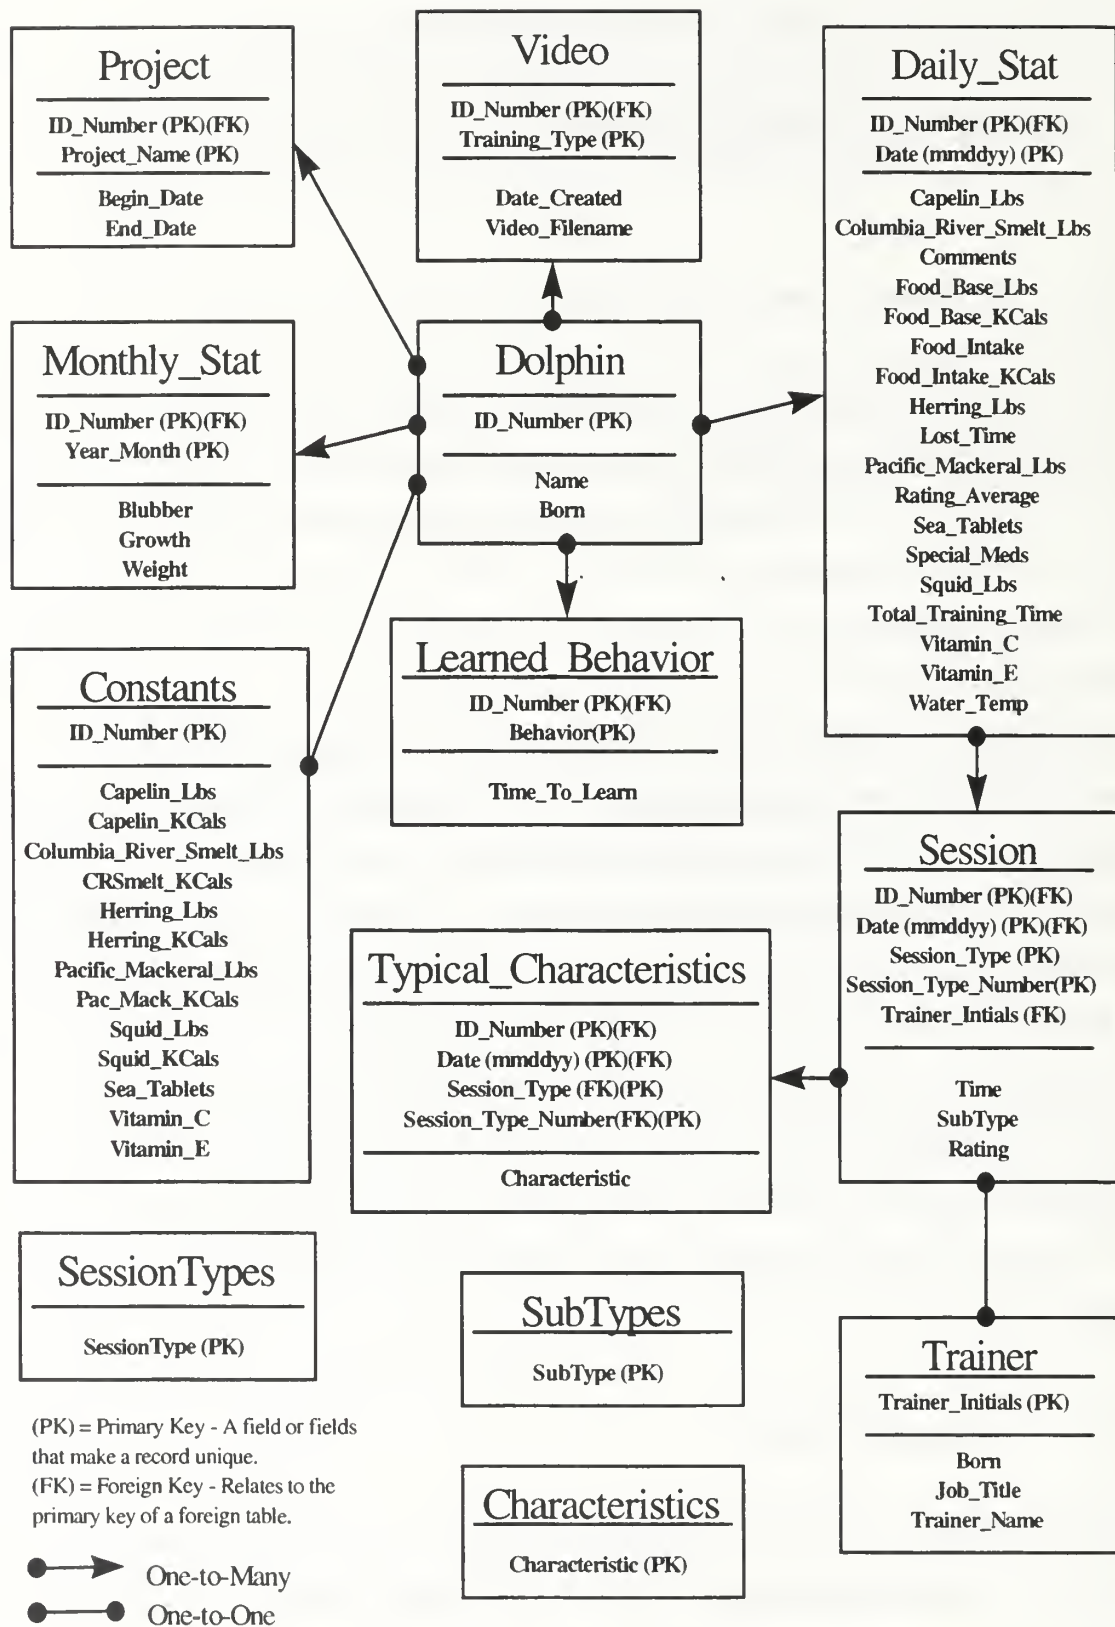 Project
ID_Number (PK)(FK)
Project_Name (PK)
Begin_Date
End_Date
Video
ID_Number (PK)(FK)
Training_Type (PK)
Date_Created
Video_Filename
Daily_Stat
ID_Number (PK)(FK)
Date (mmddyy) (PK)
Capelin_Lbs
Columbia_River_Smelt_Lbs
Comments
Food_Base_Lbs
Food_Base_KCals
Food_Intake
Food_Intake_KCals
Herring_Lbs
Lost_Time
Pacific_Mackeral_Lbs
Rating_Average
Sea_Tablets
Special_Meds
Squid_Lbs
Total_Training_Time
Vitamin_C
Vitamin_E
Water_Temp
Monthly_Stat
ID_Number (PK)(FK)
Year_Month (PK)
Blubber
Growth
Weight
Dolphin
ID_Number (PK)
Name
Born
Learned_Behavior
ID_Number (PK)(FK)
Behavior(PK)
Time_To_Learn
Constants
ID_Number (PK)
Capelin_Lbs
Capelin_KCals
Columbia_River_Smelt_Lbs
CRSmelt_KCals
Herring_Lbs
Herring_KCals
Pacific_Mackeral_Lbs
Pac_Mack_KCals
Squid_Lbs
Squid_KCals
Sea_Tablets
Vitamin_C
Vitamin_E
Session
ID_Number (PK)(FK)
Date (mmddyy) (PK)(FK)
Session_Type (PK)
Session_Type_Number(PK)
Trainer_Intials (FK)
Time
SubType
Rating
Typical_Characteristics
ID_Number (PK)(FK)
Date (mmddyy) (PK)(FK)
Session_Type (FK)(PK)
Session_Type_Number(FK)(PK)
Characteristic
SessionTypes
SessionType (PK)
SubTypes
SubType (PK)
Trainer
Trainer_Initials (PK)
Born
Job_Title
Trainer_Name
Characteristics
Characteristic (PK)
(PK) = Primary Key - A field or fields
that make a record unique.
(FK) = Foreign Key - Relates to the
primary key of a foreign table.
One-to-Many
One-to-One